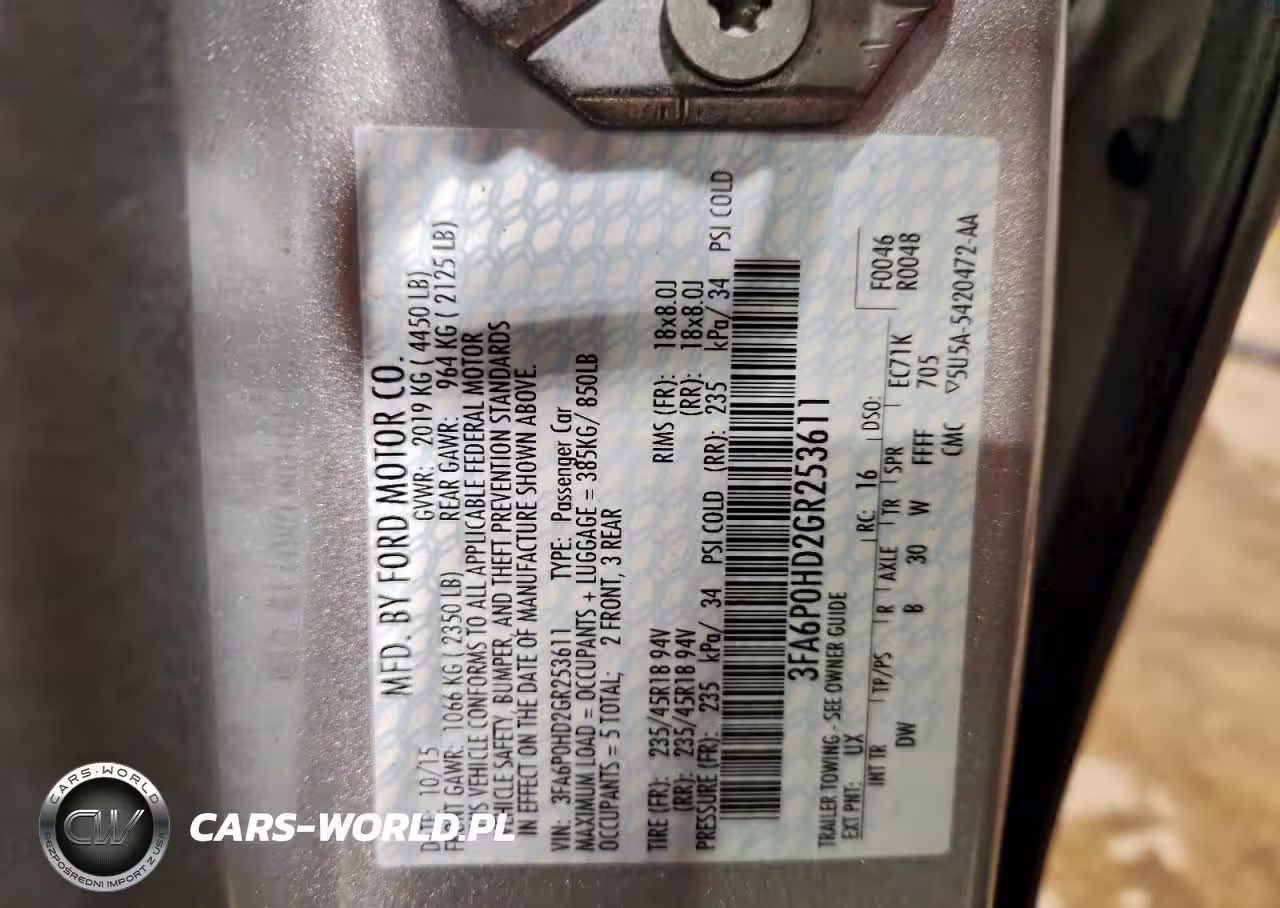 MFD. BY FORD MOTOR CO.
10/15 GVWR: 2019 KG ( 4450 LB)
FRONT GAWR: 1066 KG ( 2350 LB) REAR GAWR: 964 KG ( 2125 LB)
THIS VEHICLE CONFORMS TO ALL APPLICABLE FEDERAL MOTOR
VEHICLE SAFETY, BUMPER, AND THEFT PREVENTION STANDARDS
IN EFFECT ON THE DATE OF MANUFACTURE SHOWN ABOVE.
VIN: 3FA6P0HD2GR253611 TYPE: Passenger Car
MAXIMUM LOAD = OCCUPANTS + LUGGAGE = 385KG/ 850LB
OCCUPANTS = 5 TOTAL; 2 FRONT, 3 REAR
TIRE (FR): 235/45R18 94V RIMS (FR): 18x8.0J
(RR): 235/45R18 94V (RR): 18x8.0J
PRESSURE (FR): 235 kPa/ 34 PSI COLD (RR): 235 kPa/ 34 PSI COLD
3FA6P0HD2GR253611
TRAILER TOWING - SEE OWNER GUIDE
EXT PNT: UX RC: 16 DSO: F0046
R0048
INT TR TP/PS R AXLE TR SPR EC71K
DW B 30 W FFF 705
CMC ▽5U5A-5420472-AA
CARS-WORLD
CW
BEZPOŚREDNI IMPORT Z USA
CARS-WORLD.PL